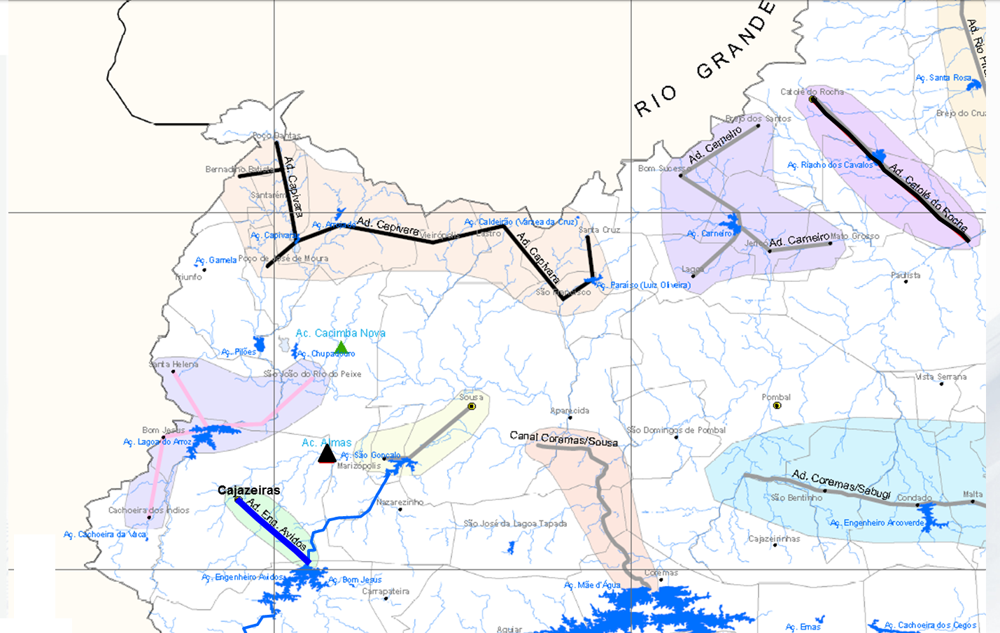 RIO GRANDE
Ad. Rio
Aç. Santa Rosa
Catolé do Rocha
Brejo do Cruz
Brejo dos Santos
Poço Dantas
Ad. Carneiro
Aç. Riacho dos Cavalos
Bom Sucesso
Bernadino Batista
Ad. Capivara
Ad. Catolé do Rocha
Santarém
Aç. Capivara
Ad. Capivara
Vieirópolis
Lastro
Aç. Caldeirão (Várzea da Cruz)
Santa Cruz
Aç. Carneiro
Jericó
Ad. Carneiro
Mato Grosso
Aç. Gamela
Poço de José de Moura
Ad. Capivara
Triunfo
Lagoa
Paulista
Aç. Paraíso (Luiz Oliveira)
São Francisco
Ac. Cacimba Nova
Aç. Pilões
Aç. Chupadouro
Santa Helena
São João do Rio do Peixe
Vista Serrana
Sousa
Pombal
Aparecida
Bom Jesus
São Domingos de Pombal
Aç. Lagoa do Arroz
Ac. Almas
Canal Coremas/Sousa
Aç. São Gonçalo
Marizópolis
Cajazeiras
Ad. Coremas/Sabugi
São Bentinho
Condado
Malta
Cachoeira dos Índios
Ad. Eng. Avidos
Nazarezinho
São José da Lagoa Tapada
Aç. Engenheiro Arcoverde
Aç. Cachoeira da Vaca
Cajazeirinhas
Aç. Engenheiro Avidos
Aç. Bom Jesus
Coremas
Aç. Mãe d'Água
Carrapateira
Aguiar
Aç. Emas
Aç. Cachoeira dos Cegos